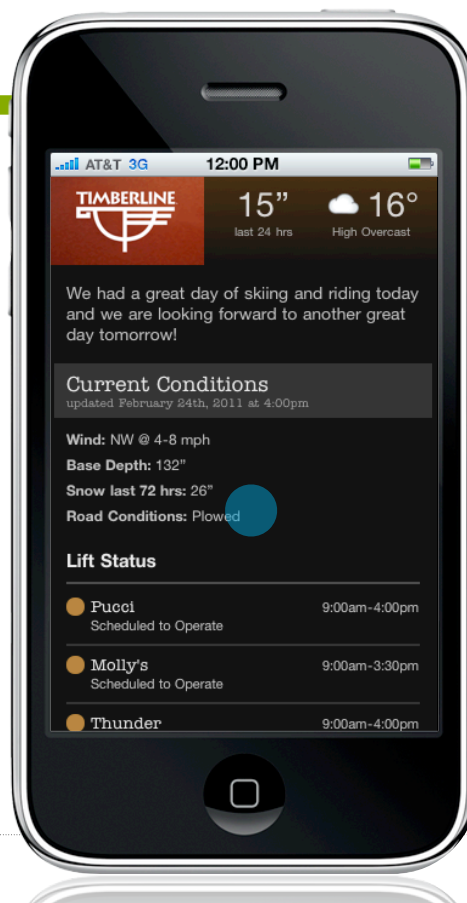 AT&T 3G 12:00 PM
TIMBERLINE
15” 16°
last 24 hrs High Overcast
We had a great day of skiing and riding today
and we are looking forward to another great
day tomorrow!
Current Conditions
updated February 24th, 2011 at 4:00pm
Wind: NW @ 4-8 mph
Base Depth: 132”
Snow last 72 hrs: 26”
Road Conditions: Plowed
Lift Status
Pucci 9:00am-4:00pm
Scheduled to Operate
Molly's 9:00am-3:30pm
Scheduled to Operate
Thunder 9:00am-4:00pm